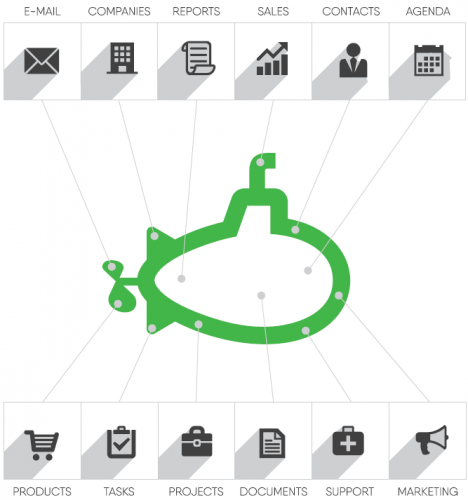 E-MAIL COMPANIES REPORTS SALES CONTACTS AGENDA
PRODUCTS TASKS PROJECTS DOCUMENTS SUPPORT MARKETING